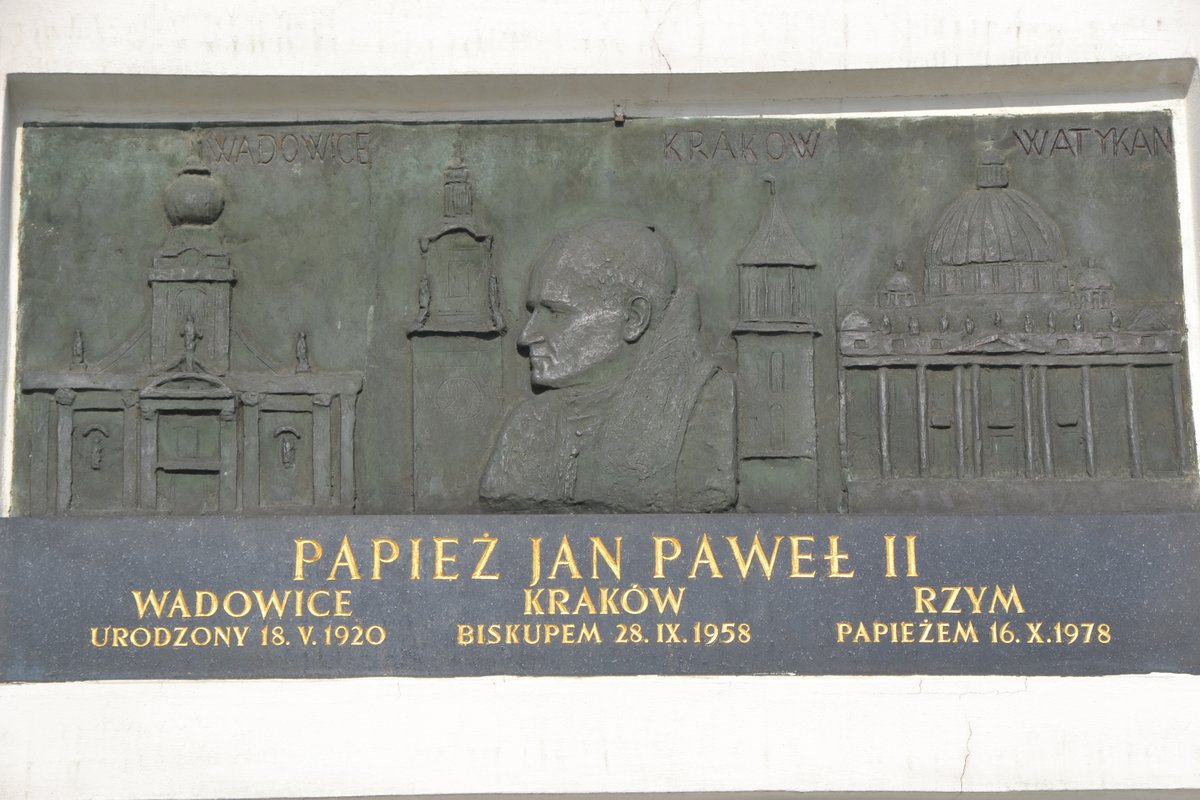 WADOWICE KRAKOW WATYKAN
PAPIEŻ JAN PAWEŁ II
WADOWICE KRAKÓW RZYM
URODZONY 18.V.1920 BISKUPEM 28.IX.1958 PAPIEŻEM 16.X.1978